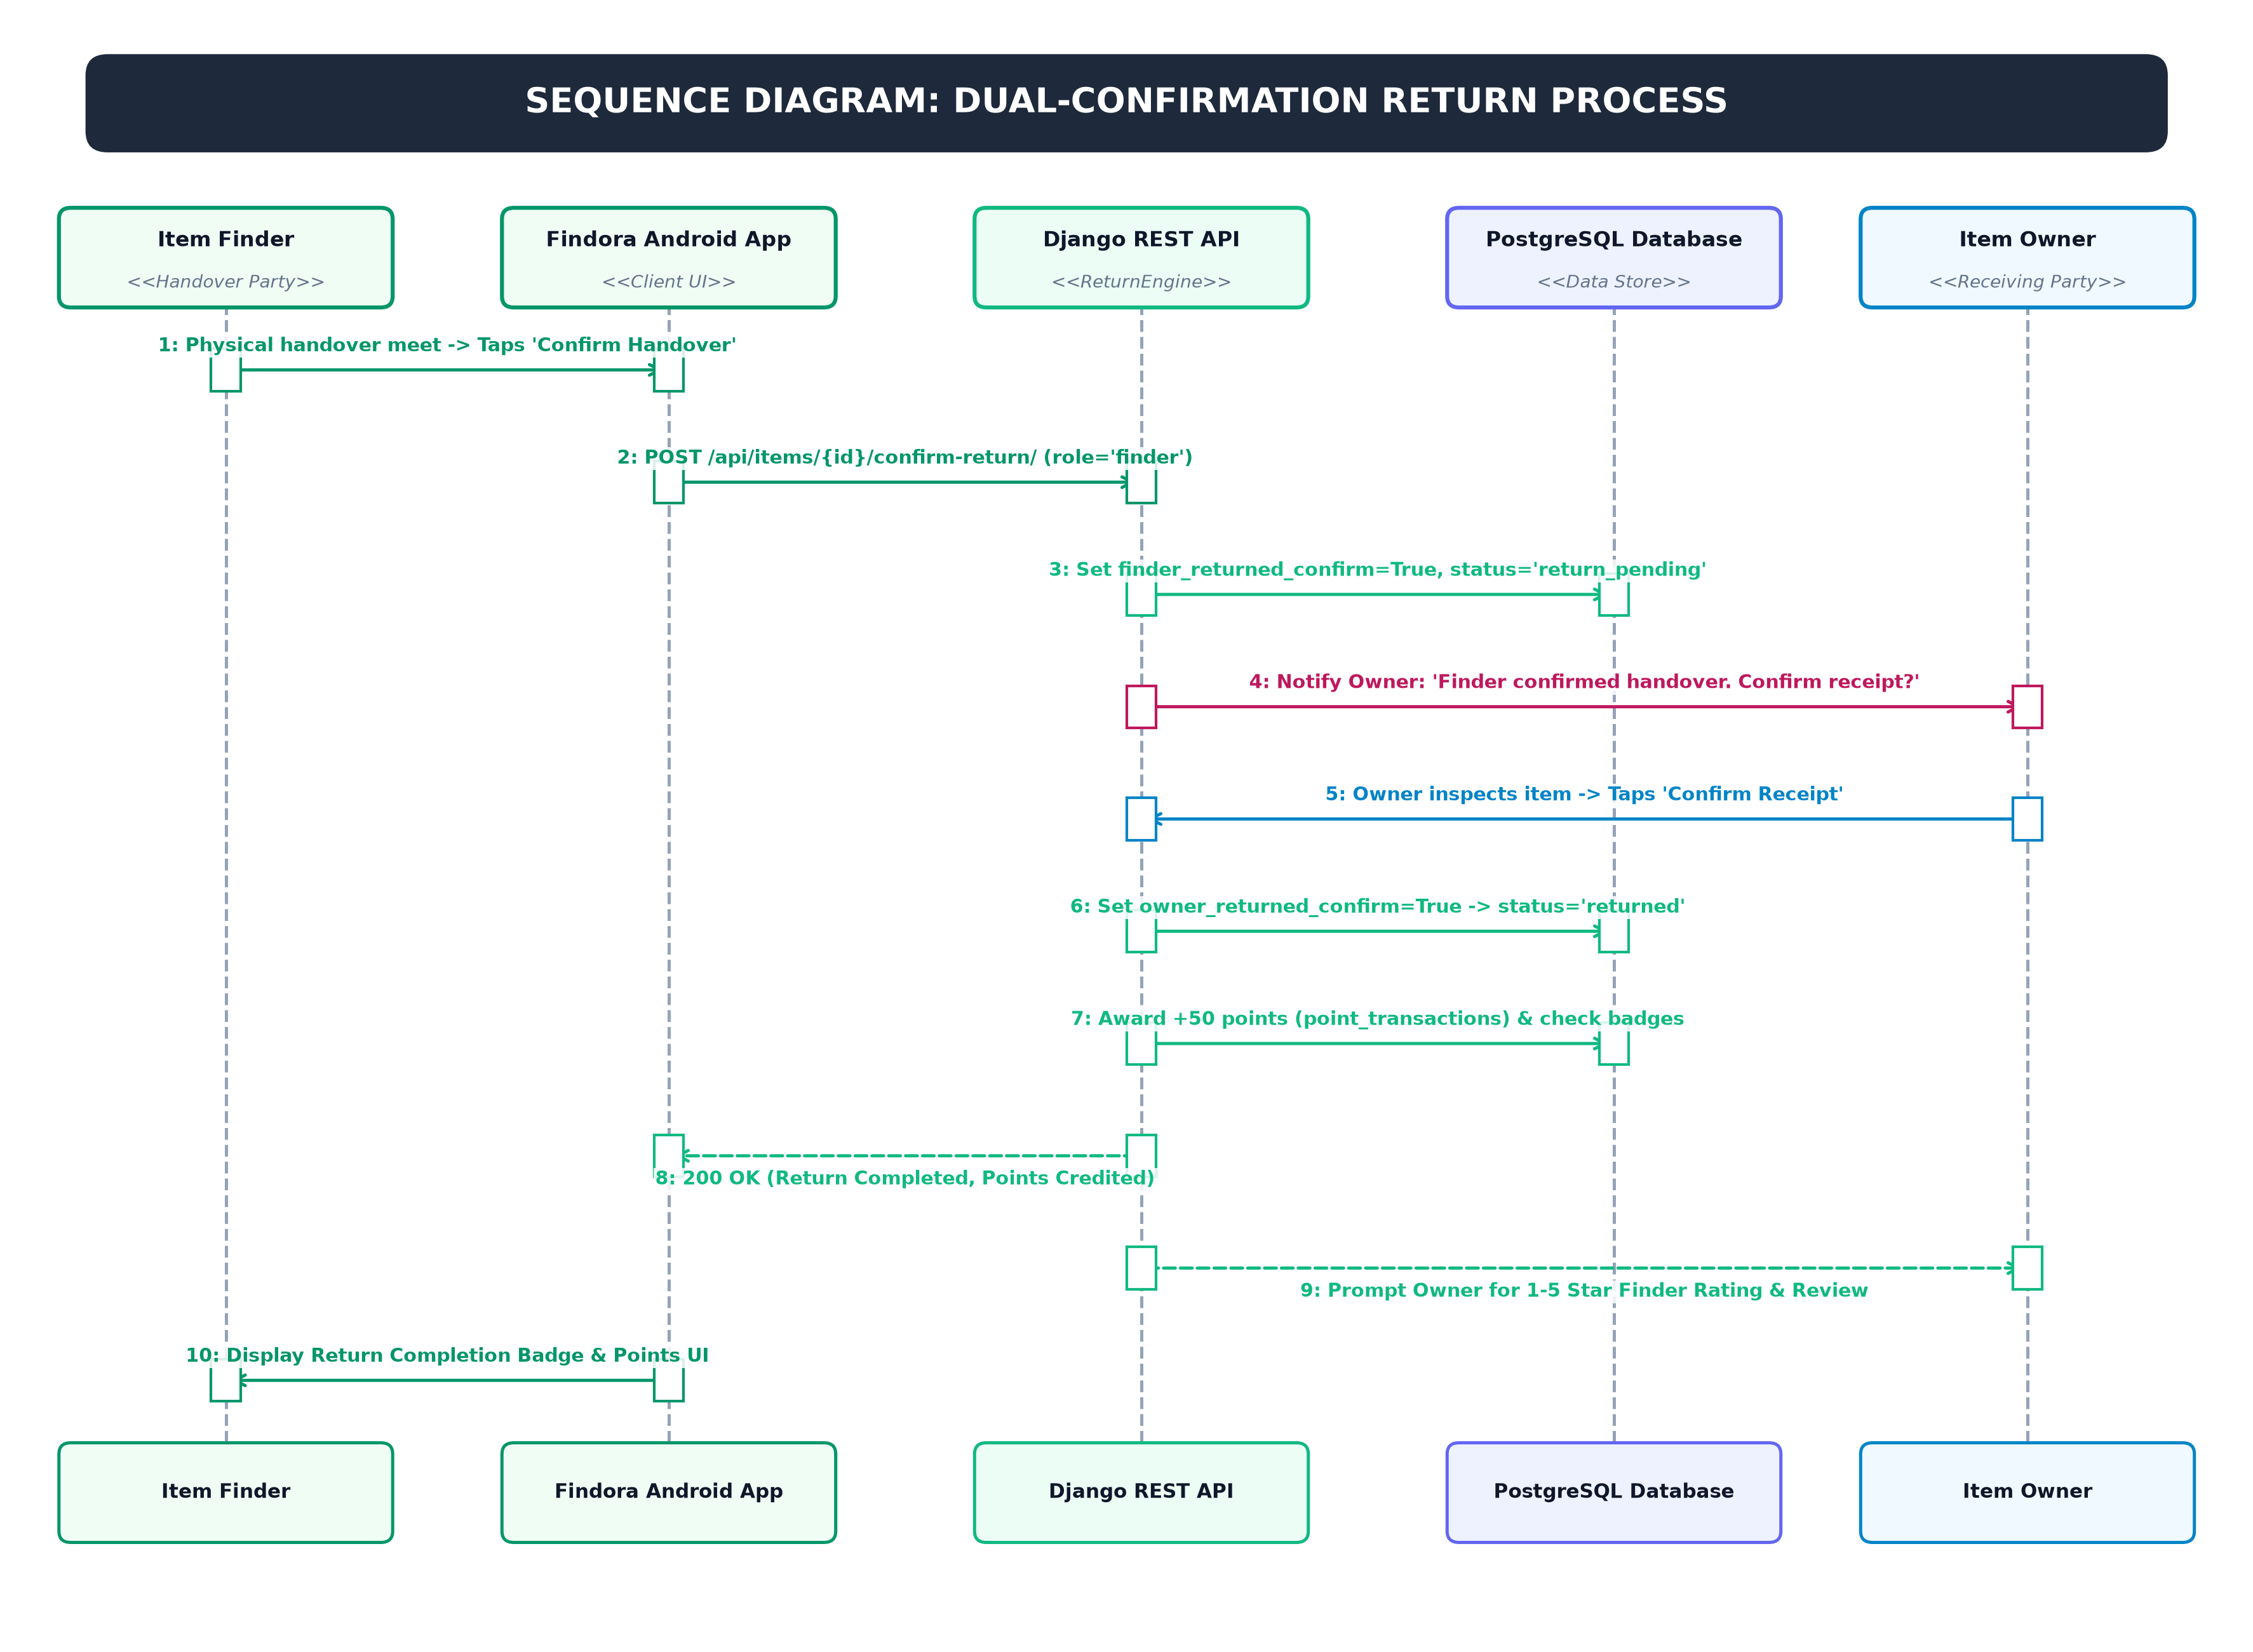 SEQUENCE DIAGRAM: DUAL-CONFIRMATION RETURN PROCESS
Item Finder
<<Handover Party>>
Findora Android App
<<Client UI>>
Django REST API
<<ReturnEngine>>
PostgreSQL Database
<<Data Store>>
Item Owner
<<Receiving Party>>
1: Physical handover meet -> Taps 'Confirm Handover'
2: POST /api/items/{id}/confirm-return/ (role='finder')
3: Set finder_returned_confirm=True, status='return_pending'
4: Notify Owner: 'Finder confirmed handover. Confirm receipt?'
5: Owner inspects item -> Taps 'Confirm Receipt'
6: Set owner_returned_confirm=True -> status='returned'
7: Award +50 points (point_transactions) & check badges
8: 200 OK (Return Completed, Points Credited)
9: Prompt Owner for 1-5 Star Finder Rating & Review
10: Display Return Completion Badge & Points UI
Item Finder
Findora Android App
Django REST API
PostgreSQL Database
Item Owner